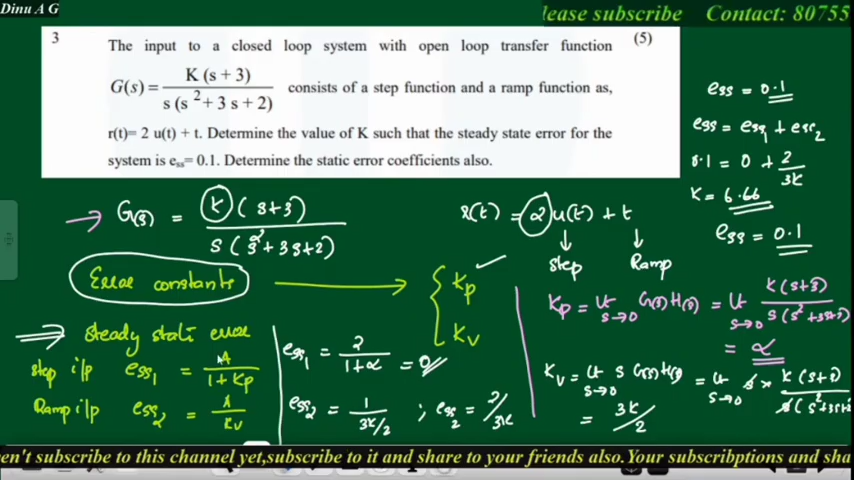 Dinu A G
lease subscribe Contact: 80755
3 The input to a closed loop system with open loop transfer function (5)
G(s) = K (s + 3) / s (s² + 3 s + 2) consists of a step function and a ramp function as,
r(t)= 2 u(t) + t. Determine the value of K such that the steady state error for the
system is ess= 0.1. Determine the static error coefficients also.
ess = 0.1
ess = ess1 + ess2
0.1 = 0 + 2/3K
K = 6.66
ess = 0.1
→ G(s) = K (s+3) / s (s² + 3s + 2)
r(t) = 2 u(t) + t
↓ ↓
Step Ramp
Error constants → { Kp ✓
Kv
Kp = Lt s→0 G(s) H(s) = Lt s→0 K(s+3) / s(s² + 3s+2)
= α
Kv = Lt s→0 s G(s) H(s) = Lt s→0 s × K(s+3) / s(s² + 3s+2
= 3K/2
⇒ Steady state error
Step i/p ess1 = A / 1 + Kp
Ramp i/p ess2 = A / Kv
ess1 = 2 / 1+α = 0
ess2 = 1 / 3K/2 ; ess2 = 2/3K
en't subscribe to this channel yet,subscribe to it and share to your friends also.Your subscribptions and sha